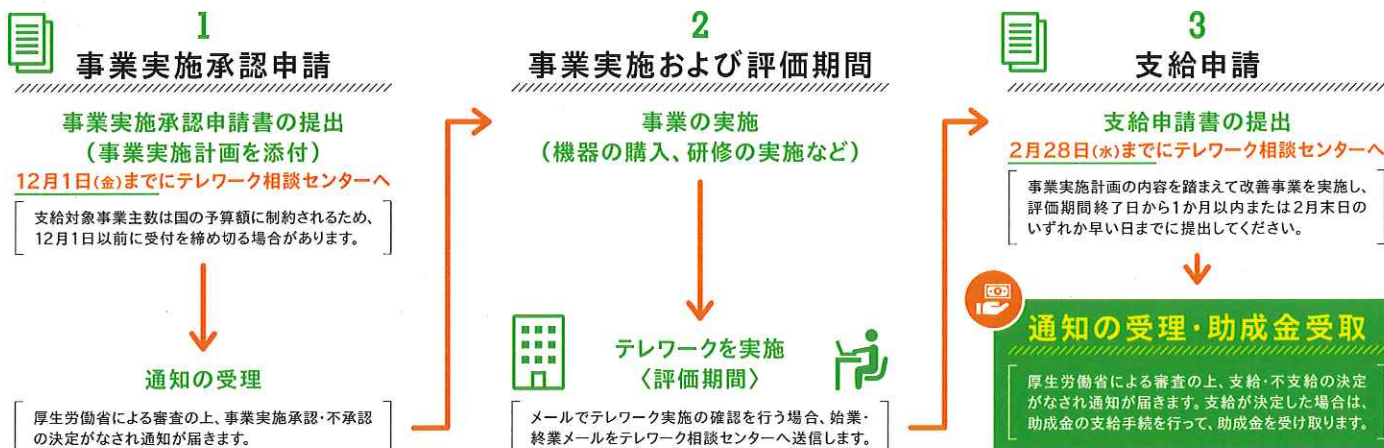 1
事業実施承認申請
事業実施承認申請書の提出
（事業実施計画を添付）
12月1日(金)までにテレワーク相談センターへ
支給対象事業主数は国の予算額に制約されるため、
12月1日以前に受付を締め切る場合があります。
通知の受理
厚生労働省による審査の上、事業実施承認・不承認
の決定がなされ通知が届きます。
2
事業実施および評価期間
事業の実施
（機器の購入、研修の実施など）
テレワークを実施
〈評価期間〉
メールでテレワーク実施の確認を行う場合、始業・
終業メールをテレワーク相談センターへ送信します。
3
支給申請
支給申請書の提出
2月28日(水)までにテレワーク相談センターへ
事業実施計画の内容を踏まえて改善事業を実施し、
評価期間終了日から1か月以内または2月末日の
いずれか早い日までに提出してください。
通知の受理・助成金受取
厚生労働省による審査の上、支給・不支給の決定
がなされ通知が届きます。支給が決定した場合は、
助成金の支給手続を行って、助成金を受け取ります。